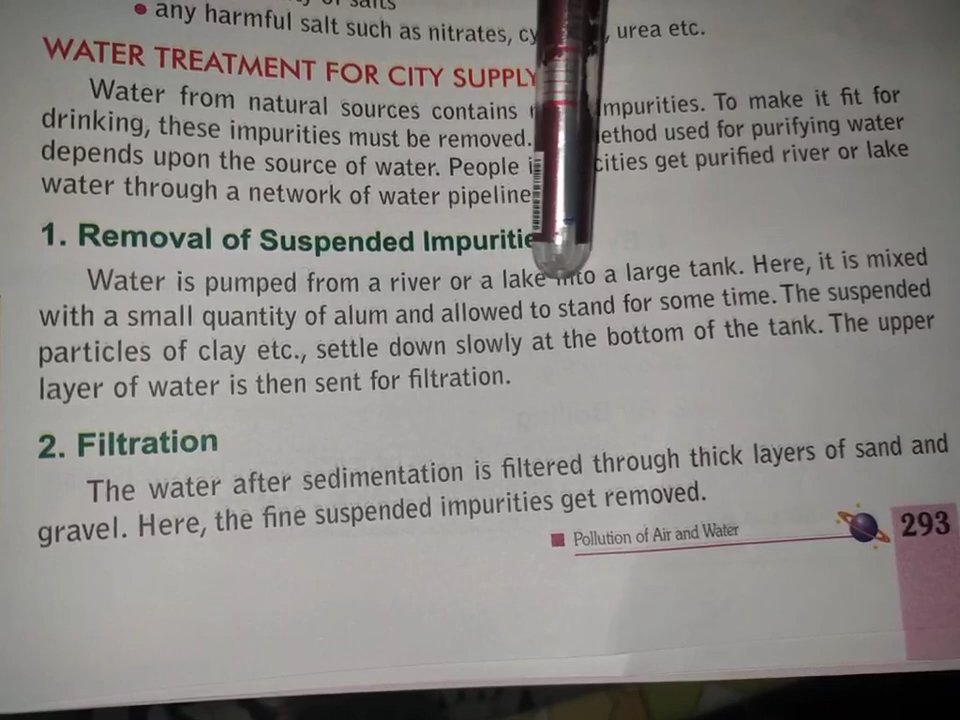 salts
any harmful salt such as nitrates, urea etc.
WATER TREATMENT FOR CITY SUPPLY
Water from natural sources contains impurities. To make it fit for
drinking, these impurities must be removed. used for purifying water
depends upon the source of water. People cities get purified river or lake
water through a network of water pipeline
1. Removal of Suspended Impurities
Water is pumped from a river or a lake into a large tank. Here, it is mixed
with a small quantity of alum and allowed to stand for some time. The suspended
particles of clay etc., settle down slowly at the bottom of the tank. The upper
layer of water is then sent for filtration.
2. Filtration
The water after sedimentation is filtered through thick layers of sand and
gravel. Here, the fine suspended impurities get removed.
Pollution of Air and Water
293